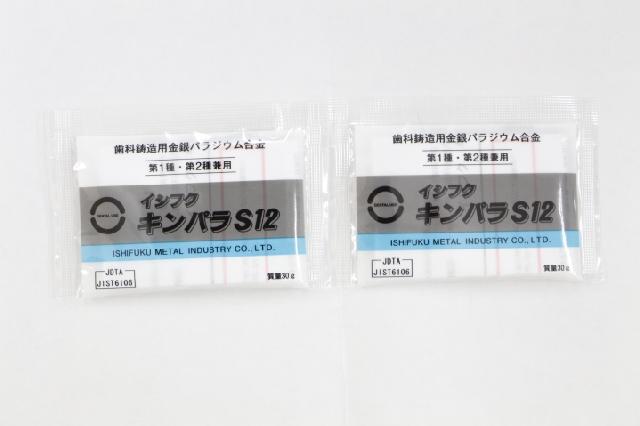 歯科鋳造用金銀パラジウム合金
第1種・第2種兼用
DENTAL USE
イシフク
キンパラS12
ISHIFUKU METAL INDUSTRY CO., LTD.
JDTA
JIST6106
質量30g
歯科鋳造用金銀パラジウム合金
第1種・第2種兼用
DENTAL USE
イシフク
キンパラS12
ISHIFUKU METAL INDUSTRY CO., LTD.
JDTA
JIST6106
質量30g